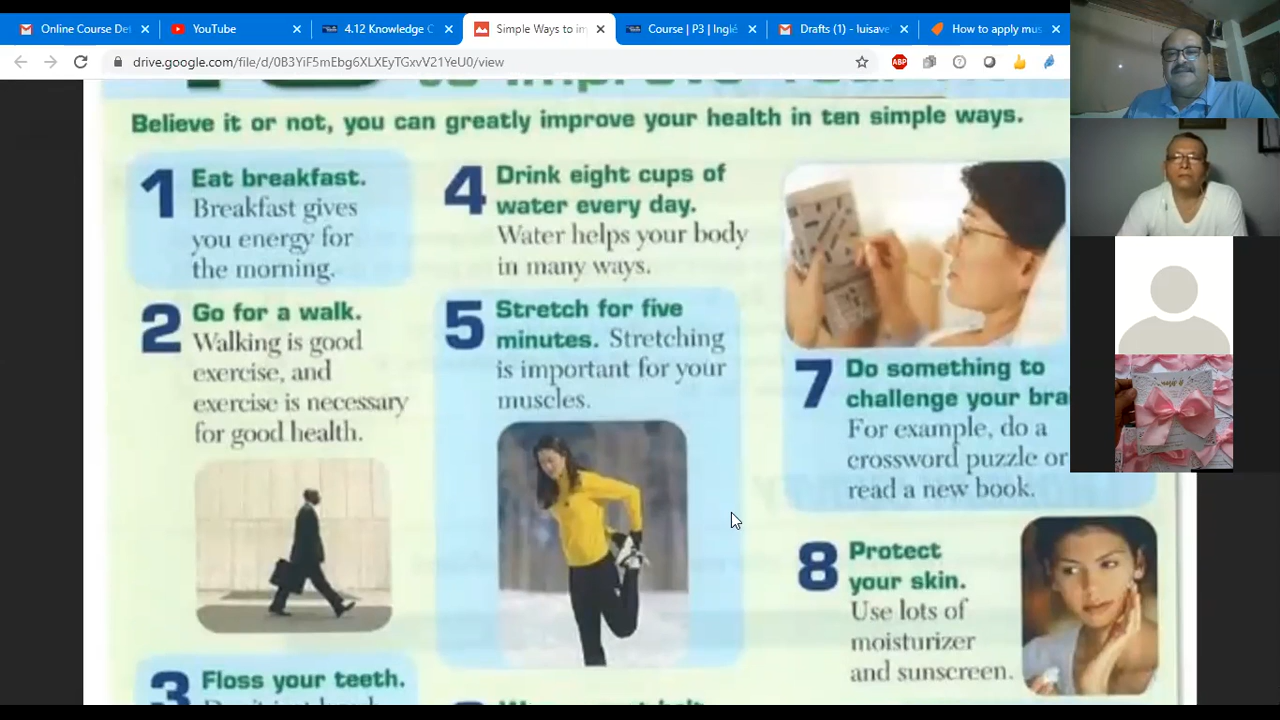 Online Course De
YouTube
4.12 Knowledge C
Simple Ways to im
Course | P3 | Inglé
Drafts (1) - luisave
How to apply mus
drive.google.com/file/d/0B3YiF5mEbglsXLXEyTGxvV21YeU0/view
ABP
Believe it or not, you can greatly improve your health in ten simple ways.
1 Eat breakfast.
Breakfast gives
you energy for
the morning.
2 Go for a walk.
Walking is good
exercise, and
exercise is necessary
for good health.
3 Floss your teeth.
4 Drink eight cups of
water every day.
Water helps your body
in many ways.
5 Stretch for five
minutes. Stretching
is important for your
muscles.
7 Do something to
challenge your bra
For example, do a
crossword puzzle or
read a new book.
8 Protect
your skin.
Use lots of
moisturizer
and sunscreen.